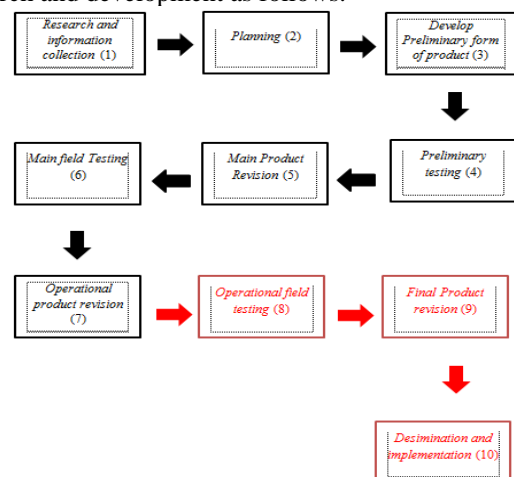 rch and development as follows.
Research and
information
collection (1)
Planning (2)
Develop
Preliminary form
of product (3)
Main field Testing
(6)
Main Product
Revision (5)
Preliminary
testing (4)
Operational
product revision
(7)
Operational field
testing (8)
Final Product
revision (9)
Desimination and
implementation (10)